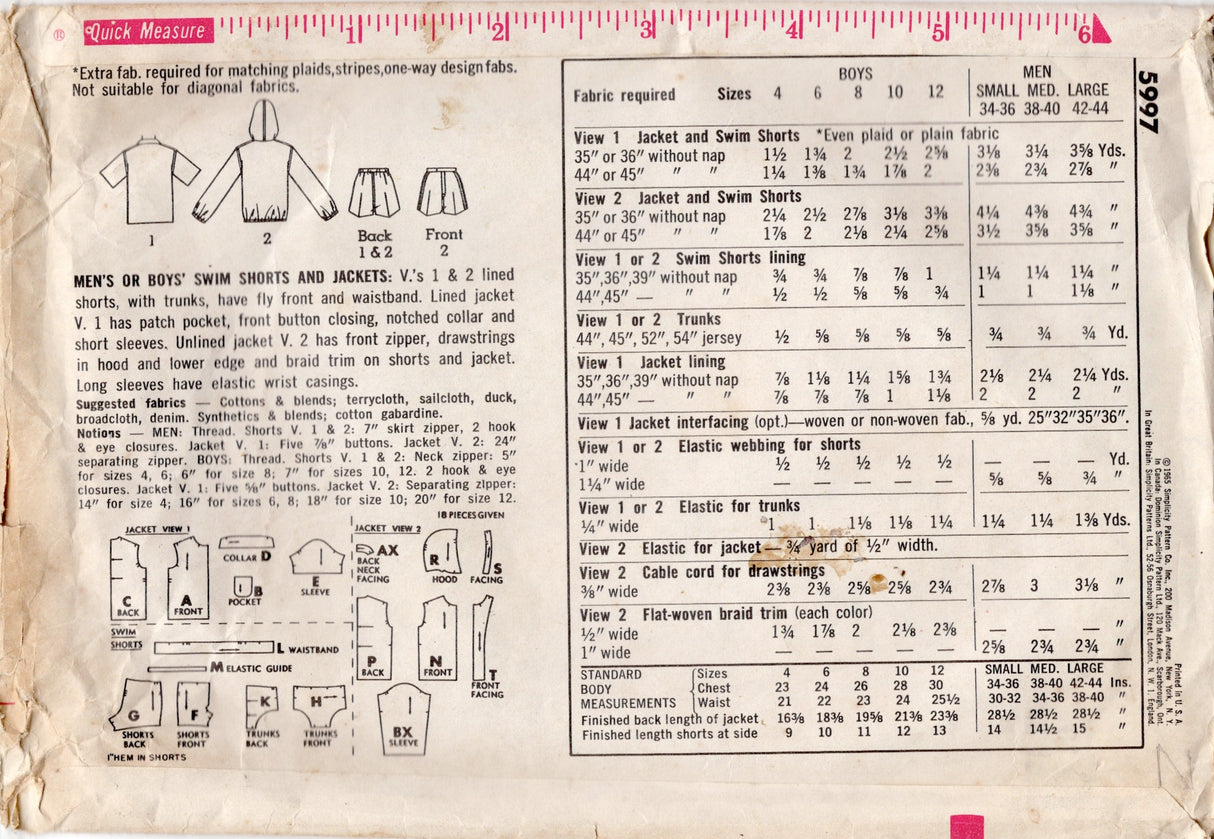 ® Quick Measure 1 2 3 4 5 6
*Extra fab. required for matching plaids,stripes,one-way design fabs.
Not suitable for diagonal fabrics.
1
2
Back
1 & 2
Front
2
MEN'S OR BOYS' SWIM SHORTS AND JACKETS: V.'s 1 & 2 lined
shorts, with trunks, have fly front and waistband. Lined jacket
V. 1 has patch pocket, front button closing, notched collar and
short sleeves. Unlined jacket V. 2 has front zipper, drawstrings
in hood and lower edge and braid trim on shorts and jacket.
Long sleeves have elastic wrist casings.
Suggested fabrics — Cottons & blends; terrycloth, sailcloth, duck,
broadcloth, denim. Synthetics & blends; cotton gabardine.
Notions — MEN: Thread. Shorts V. 1 & 2: 7" skirt zipper, 2 hook
& eye closures. Jacket V. 1: Five ⅞" buttons. Jacket V. 2: 24"
separating zipper. BOYS: Thread. Shorts V. 1 & 2: Neck zipper: 5"
for sizes 4, 6; 6" for size 8; 7" for sizes 10, 12. 2 hook & eye
closures. Jacket V. 1: Five ⅝" buttons. Jacket V. 2: Separating zipper:
14" for size 4; 16" for sizes 6, 8; 18" for size 10; 20" for size 12.
18 PIECES GIVEN
JACKET VIEW 1
C
BACK
A
FRONT
COLLAR D
B
POCKET
E
SLEEVE
JACKET VIEW 2
AX
BACK
NECK
FACING
R
HOOD
S
FACING
P
BACK
N
FRONT
T
FRONT
FACING
BX
SLEEVE
SWIM
SHORTS
L WAISTBAND
M ELASTIC GUIDE
G
SHORTS
BACK
F
SHORTS
FRONT
K
TRUNKS
BACK
H
TRUNKS
FRONT
1"HEM IN SHORTS
BOYS MEN
Fabric required Sizes 4 6 8 10 12 SMALL MED. LARGE
34-36 38-40 42-44
View 1 Jacket and Swim Shorts *Even plaid or plain fabric
35" or 36" without nap 1½ 1¾ 2 2½ 2⅝ 3⅛ 3¼ 3⅝ Yds.
44" or 45" " " 1¼ 1⅜ 1¾ 1⅞ 2 2⅜ 2¾ 2⅞ "
View 2 Jacket and Swim Shorts
35" or 36" without nap 2¼ 2½ 2⅞ 3⅛ 3⅜ 4¼ 4⅜ 4¾ "
44" or 45" " " 1⅞ 2 2⅛ 2¼ 2⅝ 3½ 3⅝ 3⅝ "
View 1 or 2 Swim Shorts lining
35",36",39" without nap ¾ ¾ ⅞ ⅞ 1 1¼ 1¼ 1¼ "
44",45" — " " ½ ½ ⅝ ⅝ ¾ 1 1 1⅛ "
View 1 or 2 Trunks
44", 45", 52", 54" jersey ½ ⅝ ⅝ ⅝ ⅝ ¾ ¾ ¾ Yd.
View 1 Jacket lining
35",36",39" without nap ⅞ 1⅛ 1¼ 1⅝ 1¾ 2⅛ 2¼ 2¼ Yds.
44",45" — " " ⅞ ⅞ ⅞ 1 1⅛ 2 2 2 "
View 1 Jacket interfacing (opt.)—woven or non-woven fab., ⅝ yd. 25"32"35"36".
View 1 or 2 Elastic webbing for shorts
1" wide ½ ½ ½ ½ ½ — — — Yd.
1¼" wide — — — — — ⅝ ⅝ ¾ "
View 1 or 2 Elastic for trunks
¼" wide 1 1 1⅛ 1⅛ 1¼ 1¼ 1¼ 1⅜ Yds.
View 2 Elastic for jacket — ¾ yard of ½" width.
View 2 Cable cord for drawstrings
⅜" wide 2⅜ 2⅜ 2⅝ 2⅝ 2¾ 2⅞ 3 3⅛ "
View 2 Flat-woven braid trim (each color)
½" wide 1¾ 1⅞ 2 2⅛ 2⅜ — — — "
1" wide — — — — — 2⅝ 2¾ 2¾ "
STANDARD Sizes 4 6 8 10 12 SMALL MED. LARGE
BODY Chest 23 24 26 28 30 34-36 38-40 42-44 Ins.
MEASUREMENTS Waist 21 22 23 24 25½ 30-32 34-36 38-40 "
Finished back length of jacket 16⅜ 18⅜ 19⅝ 21⅜ 23⅜ 28½ 28½ 28½ "
Finished length shorts at side 9 10 11 12 13 14 14½ 15 "
5997
© 1965 Simplicity Pattern Co. Inc., 200 Madison Avenue, New York, N. Y.
In Canada: Dominion Simplicity Pattern Ltd., 120 Mack Ave., Scarborough, Ont.
In Great Britain: Simplicity Patterns Ltd., 52-56 Osnaburgh Street, London, N. W. 1, England.
Printed in U. S. A.